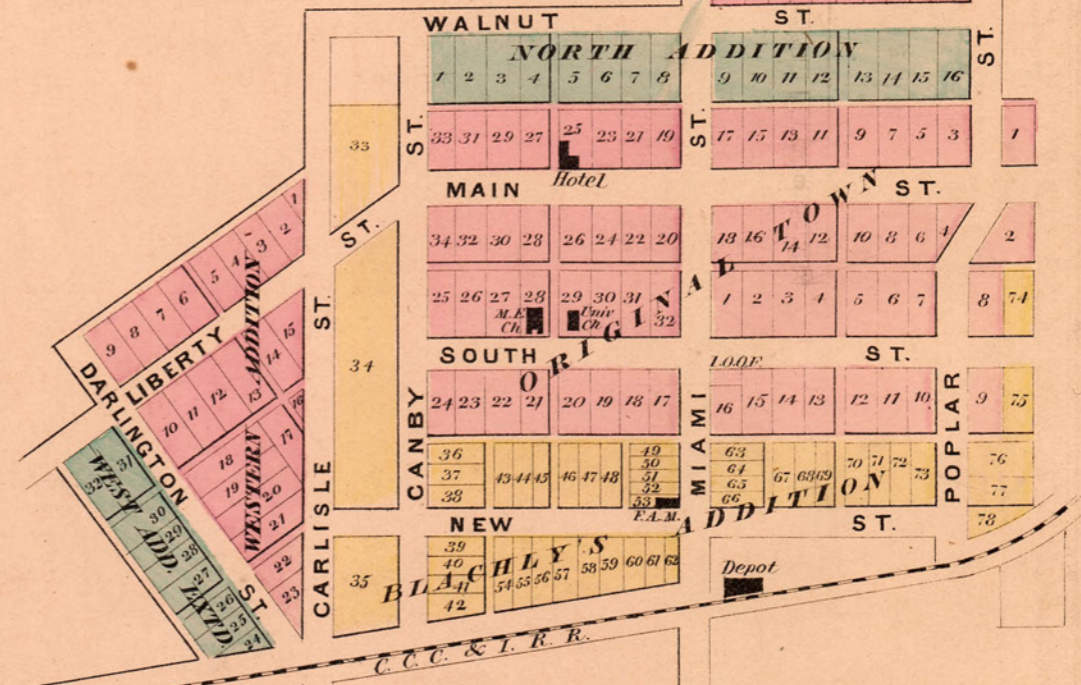 WALNUT ST.
NORTH ADDITION
1 2 3 4 5 6 7 8 9 10 11 12 13 14 15 16
ST.
33
ST.
33 31 29 27 25 23 21 19
ST.
17 15 13 11 9 7 5 3 1
Hotel
MAIN ST.
34 32 30 28 26 24 22 20 18 16 14 12 10 8 6 4 2
ORIGINAL TOWN
25 26 27 28 29 30 31 32 1 2 3 4 5 6 7 8 74
M.E. Ch
Univ Ch
SOUTH ST.
I.O.O.F.
24 23 22 21 20 19 18 17 16 15 14 13 12 11 10 9 75
36 37 38
43 44 45 46 47 48
49 50 51 52 53
F.A.M.
63 64 65 66
67 68 69 70 71 72 73
76
77
78
NEW ST.
BLACHLY'S ADDITION
39 40 41 42
54 55 56 57 58 59 60 61 62
Depot
C.C.C. & I. R.R.
CARLISLE ST.
CANBY
MIAMI
POPLAR
ST.
34
35
1 2 3 4 5 6 7 8 9
LIBERTY
10 11 12 13 14 15
WESTERN ADDITION
16 17 18 19 20 21 22 23
DARLINGTON ST.
WEST ADD. EXTD.
32 31 30 29 28 27 26 25 24